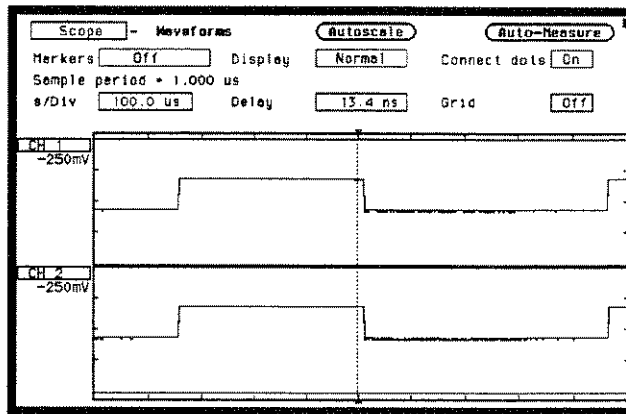 Scope - Waveforms Autoscale Auto-Measure
Markers Off Display Normal Connect dots On
Sample period = 1.000 us
s/Div 100.0 us Delay 13.4 ns Grid Off
CH 1
-250mV
CH 2
-250mV